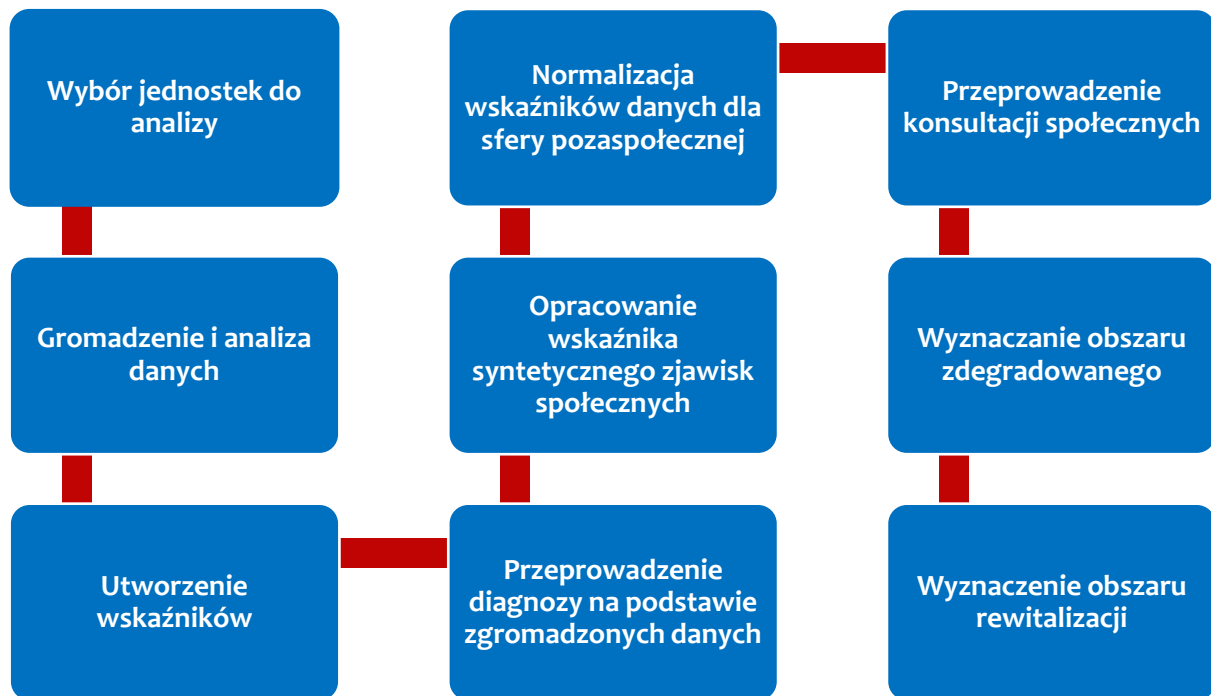 Wybór jednostek do
analizy
Gromadzenie i analiza
danych
Utworzenie
wskaźników
Przeprowadzenie
diagnozy na podstawie
zgromadzonych danych
Opracowanie
wskaźnika
syntetycznego zjawisk
społecznych
Normalizacja
wskaźników danych dla
sfery pozaspołecznej
Przeprowadzenie
konsultacji społecznych
Wyznaczanie obszaru
zdegradowanego
Wyznaczenie obszaru
rewitalizacji